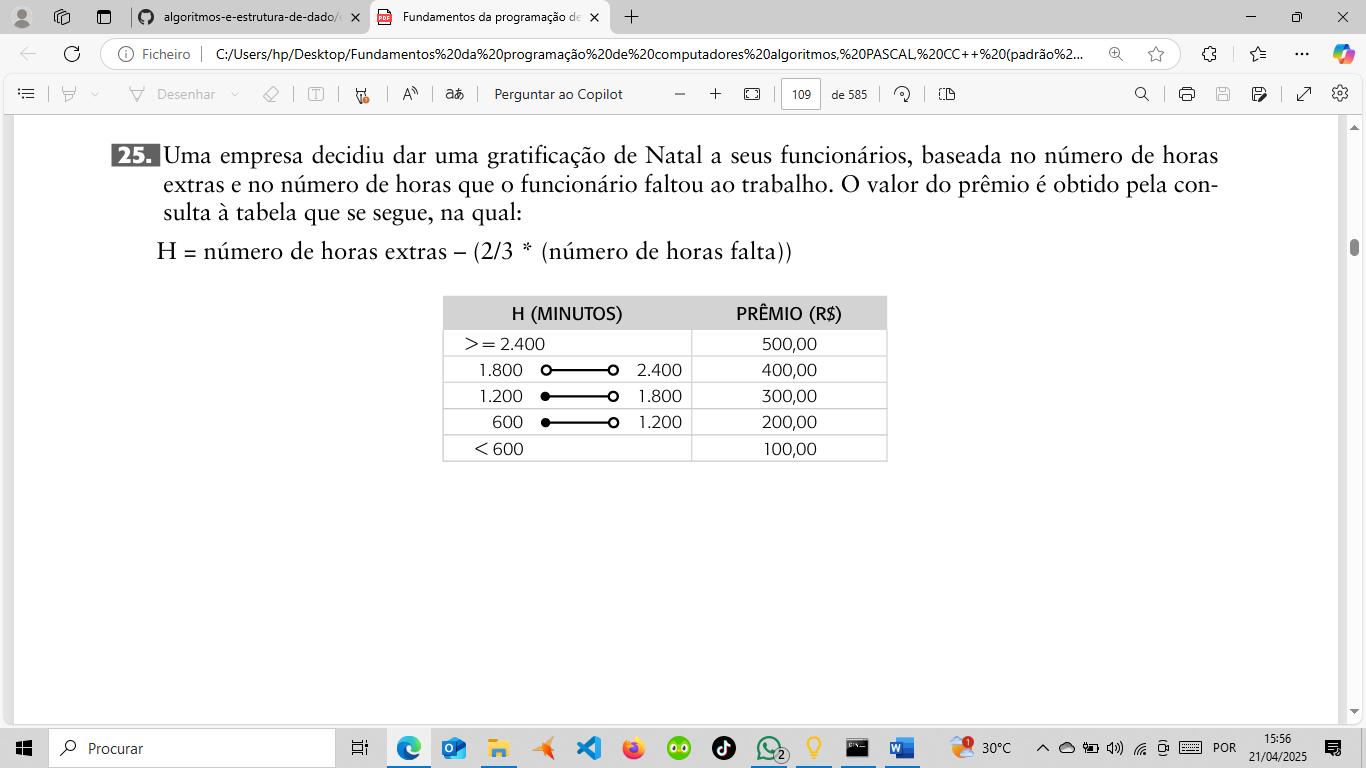 algoritmos-e-estrutura-de-dado/e
Fundamentos da programação de
Ficheiro
C:/Users/hp/Desktop/Fundamentos%20da%20programação%20de%20computadores%20algoritmos,%20PASCAL,%20CC++%20(padrão%2...
Desenhar
aあ
Perguntar ao Copilot
109
de 585
25. Uma empresa decidiu dar uma gratificação de Natal a seus funcionários, baseada no número de horas
extras e no número de horas que o funcionário faltou ao trabalho. O valor do prêmio é obtido pela con-
sulta à tabela que se segue, na qual:
H = número de horas extras – (2/3 * (número de horas falta))
H (MINUTOS) PRÊMIO (R$)
>= 2.400 500,00
1.800 2.400 400,00
1.200 1.800 300,00
600 1.200 200,00
< 600 100,00
Procurar
2
1
30°C
POR
15:56
21/04/2025